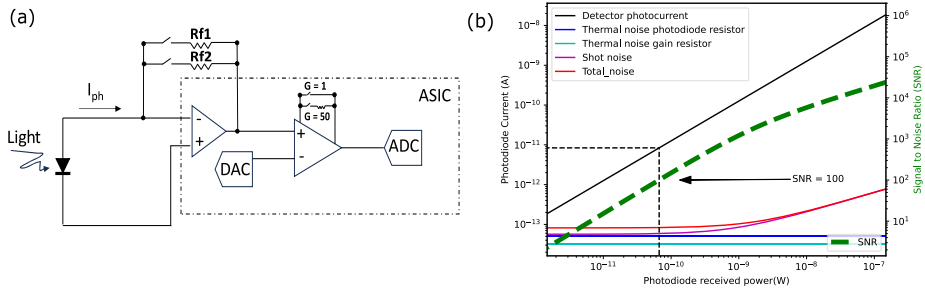 (a)
Rf1
Rf2
I_ph
Light
G = 1
G = 50
ASIC
-
+
+
-
DAC
ADC
(b)
Detector photocurrent
Thermal noise photodiode resistor
Thermal noise gain resistor
Shot noise
Total_noise
Photodiode Current (A)
10⁻⁸
10⁻⁹
10⁻¹⁰
10⁻¹¹
10⁻¹²
10⁻¹³
SNR = 100
SNR
10⁶
10⁵
10⁴
10³
10²
10¹
Signal to Noise Ratio (SNR)
10⁻¹¹ 10⁻¹⁰ 10⁻⁹ 10⁻⁸ 10⁻⁷
Photodiode received power(W)